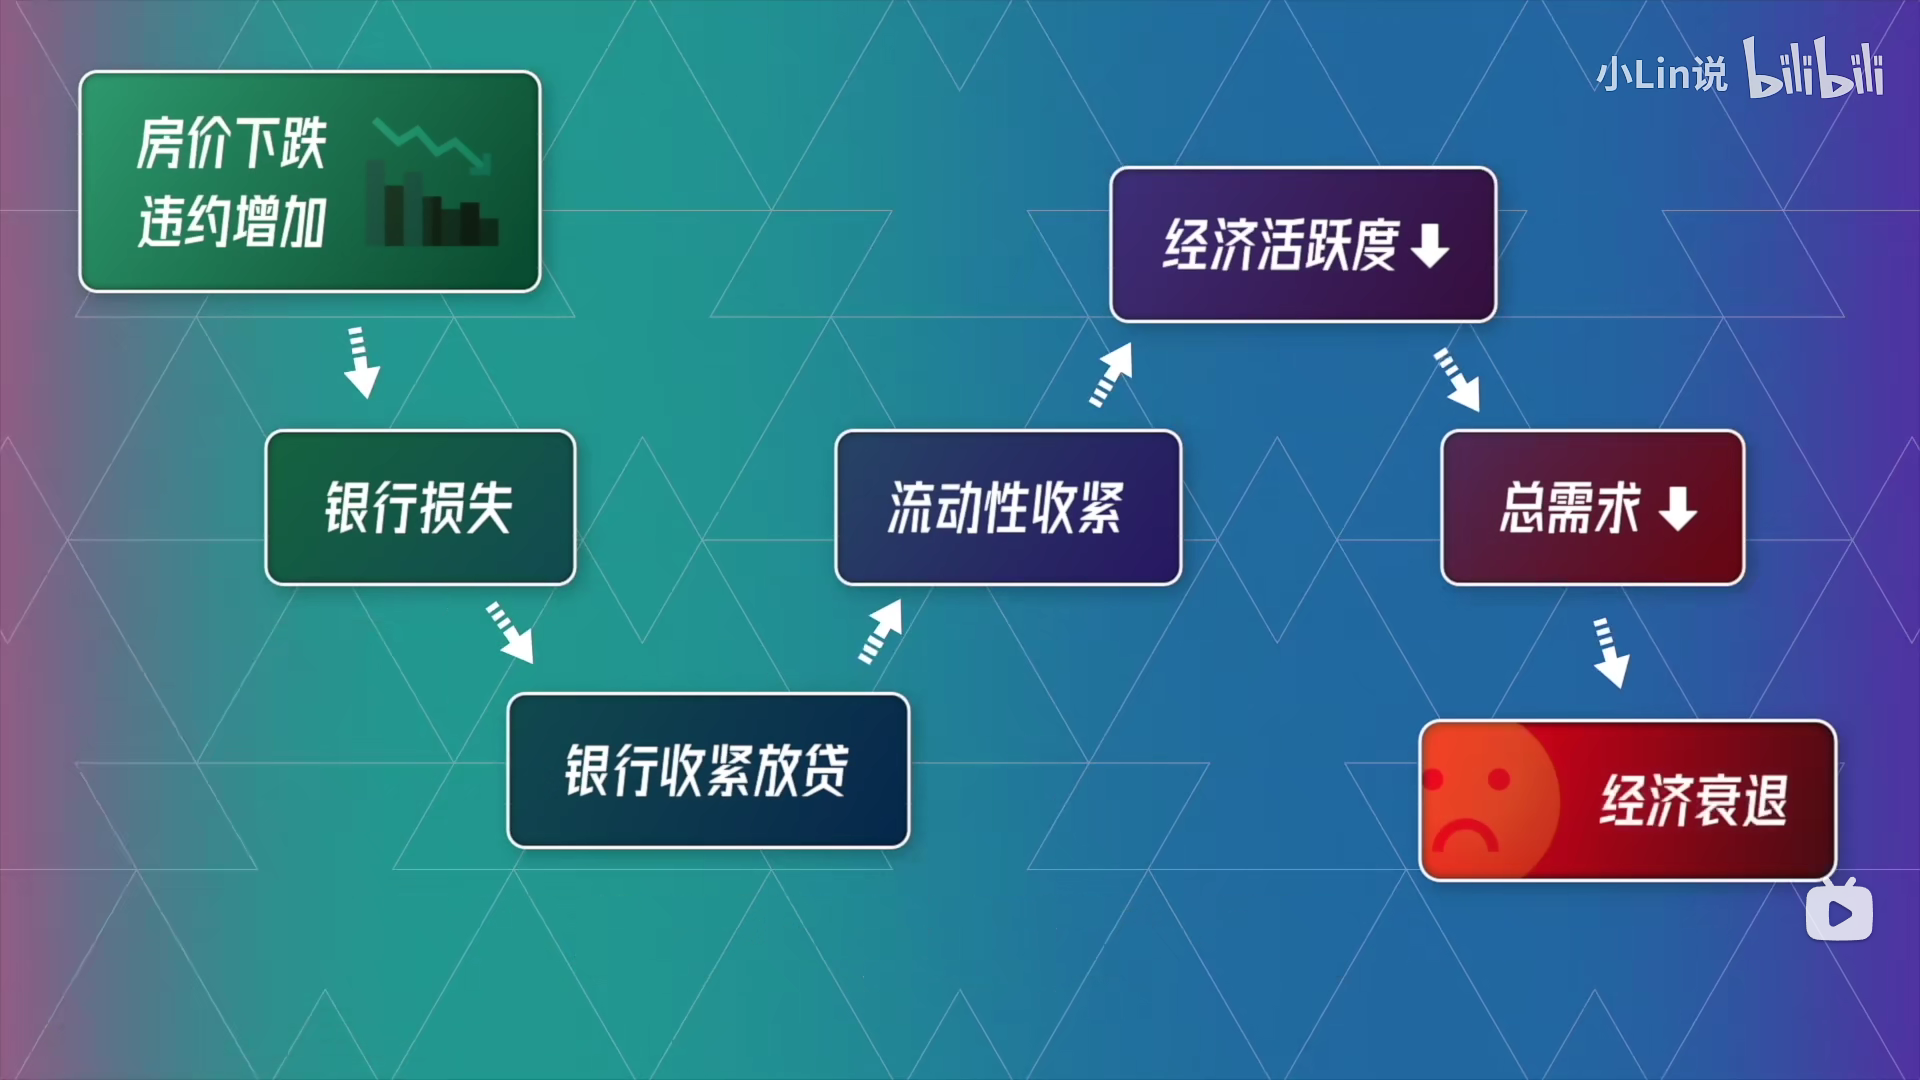 小Lin说 bilibili
房价下跌
违约增加
银行损失
银行收紧放贷
流动性收紧
经济活跃度
总需求
经济衰退